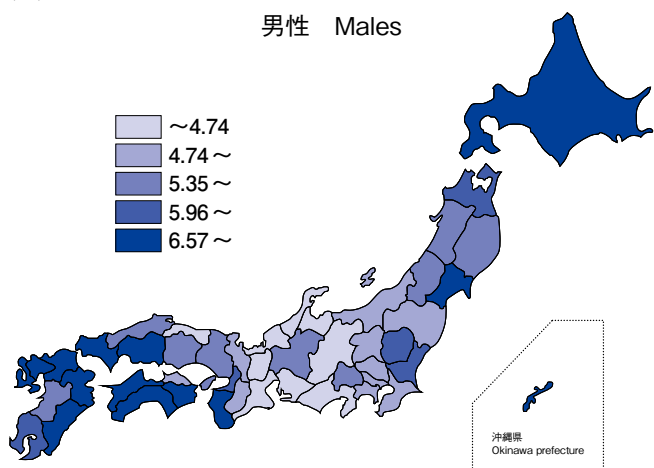 男性　Males
～4.74
4.74～
5.35～
5.96～
6.57～
沖縄県
Okinawa prefecture